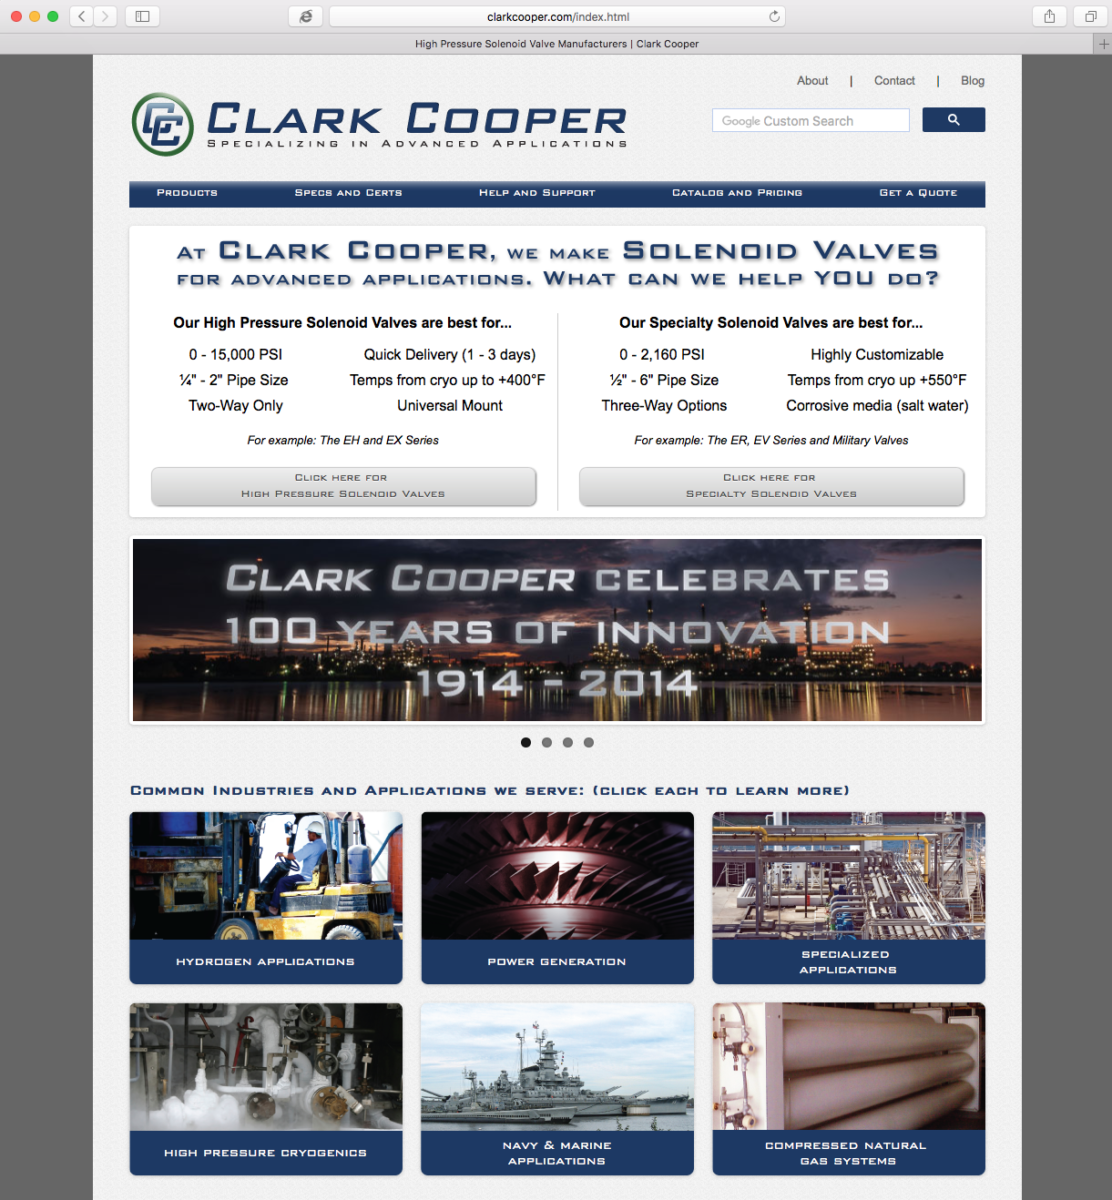 clarkcooper.com/index.html
High Pressure Solenoid Valve Manufacturers | Clark Cooper
About | Contact | Blog
CC
Clark Cooper
Specializing in Advanced Applications
Google Custom Search
Products Specs and Certs Help and Support Catalog and Pricing Get a Quote
At Clark Cooper, we make Solenoid Valves
for advanced applications. What can we help YOU do?
Our High Pressure Solenoid Valves are best for...
0 - 15,000 PSI Quick Delivery (1 - 3 days)
¼" - 2" Pipe Size Temps from cryo up to +400°F
Two-Way Only Universal Mount
For example: The EH and EX Series
Click here for
High Pressure Solenoid Valves
Our Specialty Solenoid Valves are best for...
0 - 2,160 PSI Highly Customizable
½" - 6" Pipe Size Temps from cryo up +550°F
Three-Way Options Corrosive media (salt water)
For example: The ER, EV Series and Military Valves
Click here for
Specialty Solenoid Valves
Clark Cooper celebrates
100 years of innovation
1914 - 2014
Common Industries and Applications we serve: (click each to learn more)
Hydrogen Applications
Power Generation
Specialized
Applications
High Pressure Cryogenics
Navy & Marine
Applications
Compressed Natural
Gas Systems